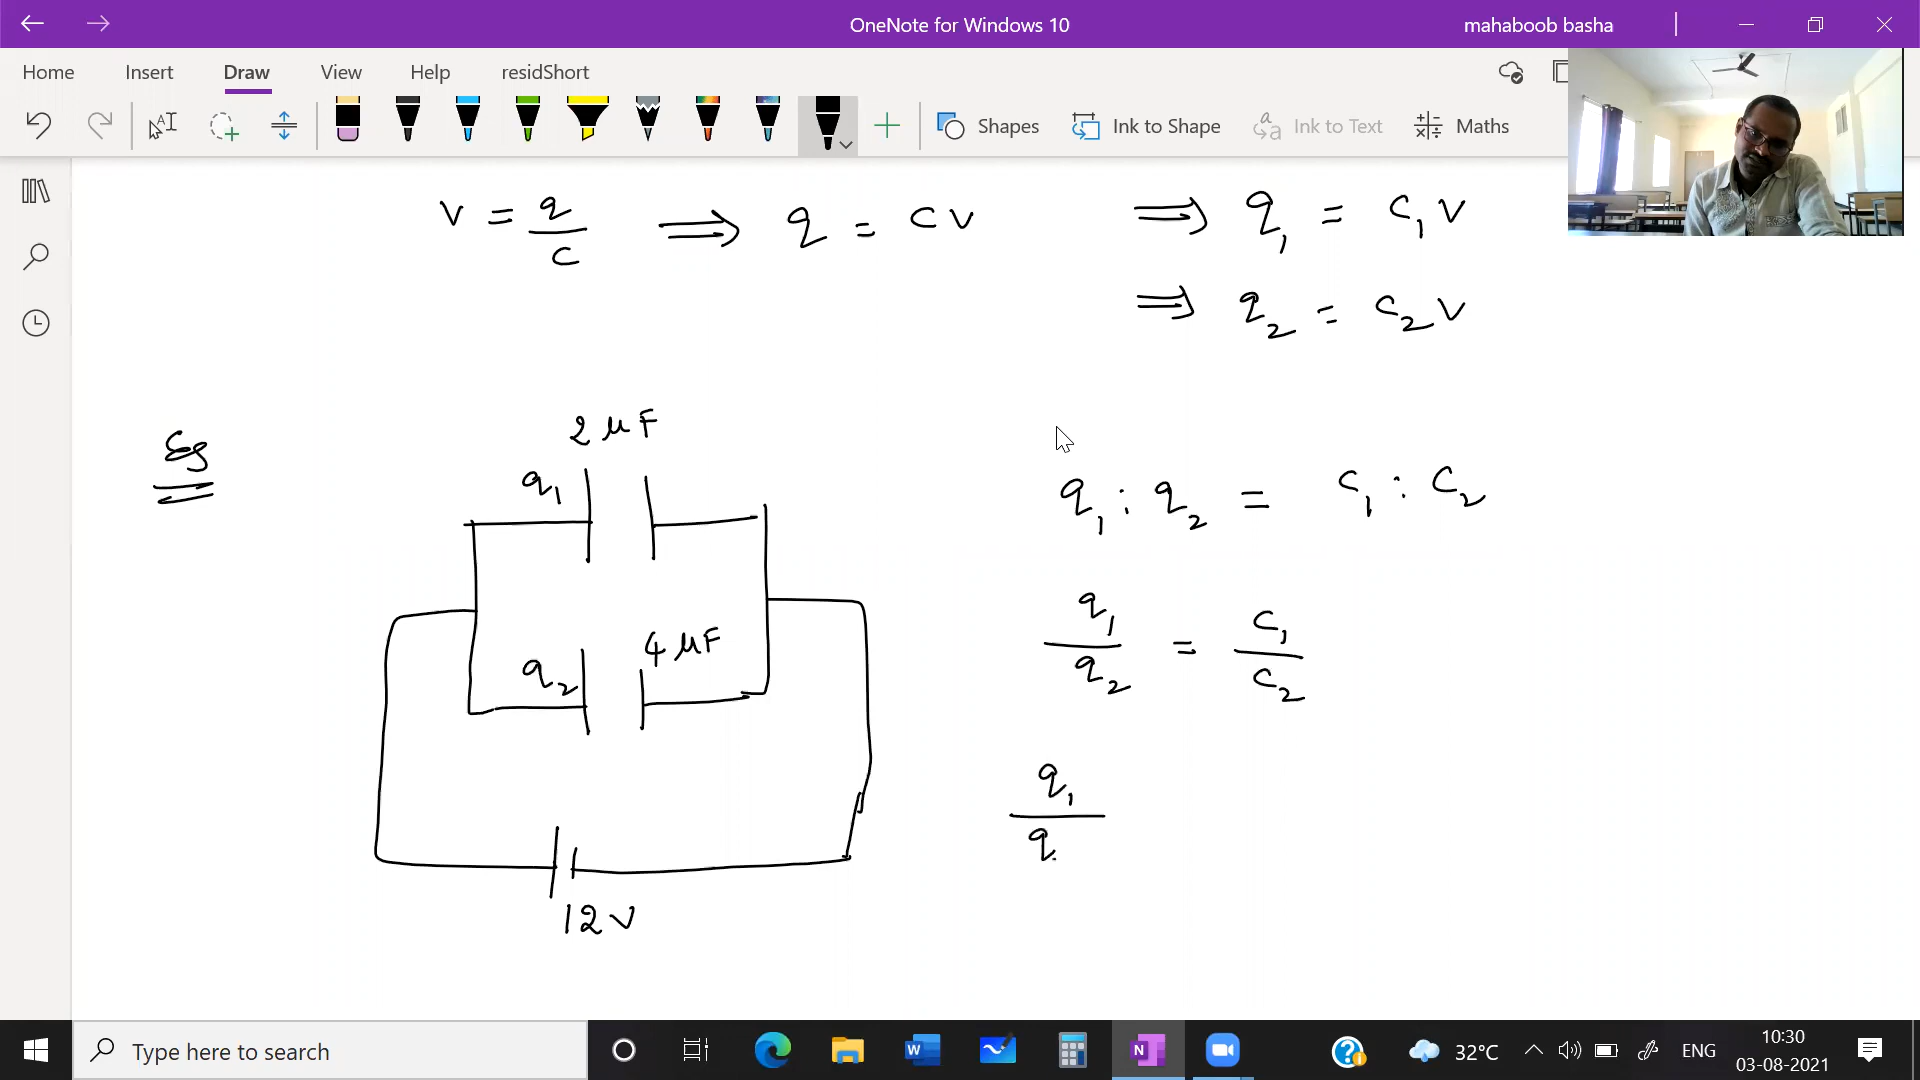 OneNote for Windows 10
mahaboob basha
Home Insert Draw View Help residShort
Shapes Ink to Shape Ink to Text Maths
v = q/c ⟹ q = cv ⟹ q₁ = c₁v
⟹ q₂ = c₂v
Eg
2 μF
q₁
q₁ : q₂ = c₁ : c₂
4 μF
q₂
q₁/q₂ = c₁/c₂
q₁/q
12 V
Type here to search
32°C ENG 10:30
03-08-2021